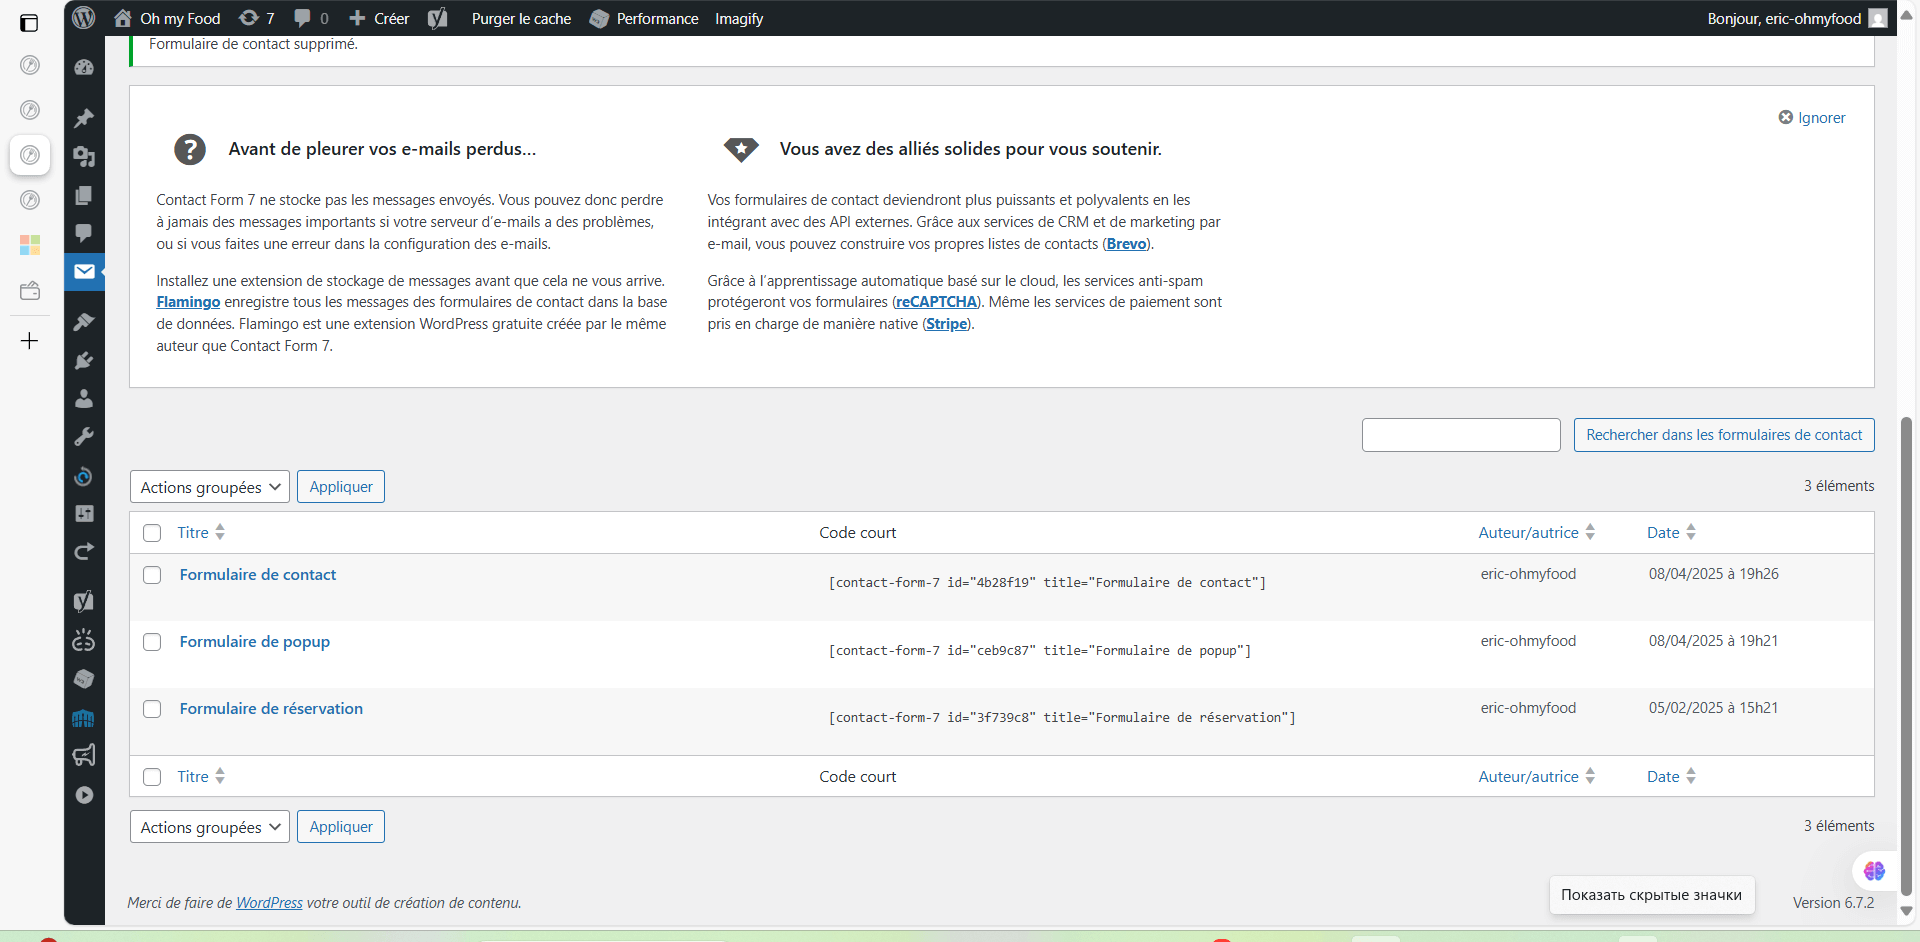 Oh my Food 7 0 Créer Purger le cache Performance Imagify Bonjour, eric-ohmyfood
Formulaire de contact supprimé.
Ignorer
Avant de pleurer vos e-mails perdus…
Contact Form 7 ne stocke pas les messages envoyés. Vous pouvez donc perdre
à jamais des messages importants si votre serveur d’e-mails a des problèmes,
ou si vous faites une erreur dans la configuration des e-mails.
Installez une extension de stockage de messages avant que cela ne vous arrive.
Flamingo enregistre tous les messages des formulaires de contact dans la base
de données. Flamingo est une extension WordPress gratuite créée par le même
auteur que Contact Form 7.
Vous avez des alliés solides pour vous soutenir.
Vos formulaires de contact deviendront plus puissants et polyvalents en les
intégrant avec des API externes. Grâce aux services de CRM et de marketing par
e-mail, vous pouvez construire vos propres listes de contacts (Brevo).
Grâce à l’apprentissage automatique basé sur le cloud, les services anti-spam
protégeront vos formulaires (reCAPTCHA). Même les services de paiement sont
pris en charge de manière native (Stripe).
Rechercher dans les formulaires de contact
Actions groupées Appliquer 3 éléments
Titre Code court Auteur/autrice Date
Formulaire de contact [contact-form-7 id="4b28f19" title="Formulaire de contact"] eric-ohmyfood 08/04/2025 à 19h26
Formulaire de popup [contact-form-7 id="ceb9c87" title="Formulaire de popup"] eric-ohmyfood 08/04/2025 à 19h21
Formulaire de réservation [contact-form-7 id="3f739c8" title="Formulaire de réservation"] eric-ohmyfood 05/02/2025 à 15h21
Titre Code court Auteur/autrice Date
Actions groupées Appliquer 3 éléments
Merci de faire de WordPress votre outil de création de contenu.
Показать скрытые значки
Version 6.7.2